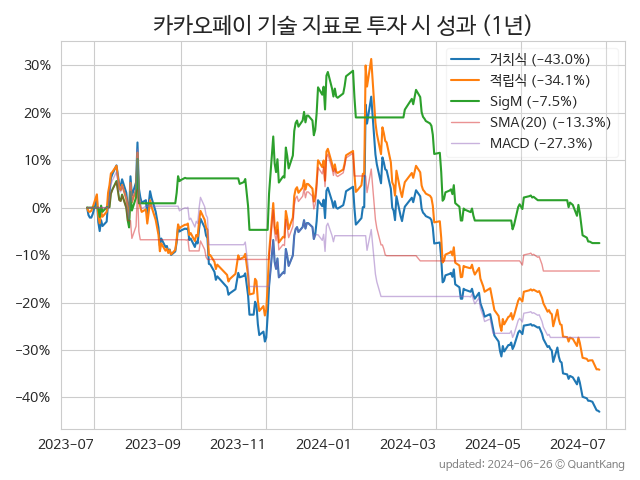 카카오페이 기술 지표로 투자 시 성과 (1년)
거치식 (−43.0%)
적립식 (−34.1%)
SigM (−7.5%)
SMA(20) (−13.3%)
MACD (−27.3%)
30%
20%
10%
0%
−10%
−20%
−30%
−40%
2023-07 2023-09 2023-11 2024-01 2024-03 2024-05 2024-07
updated: 2024-06-26 ⓒ QuantKang